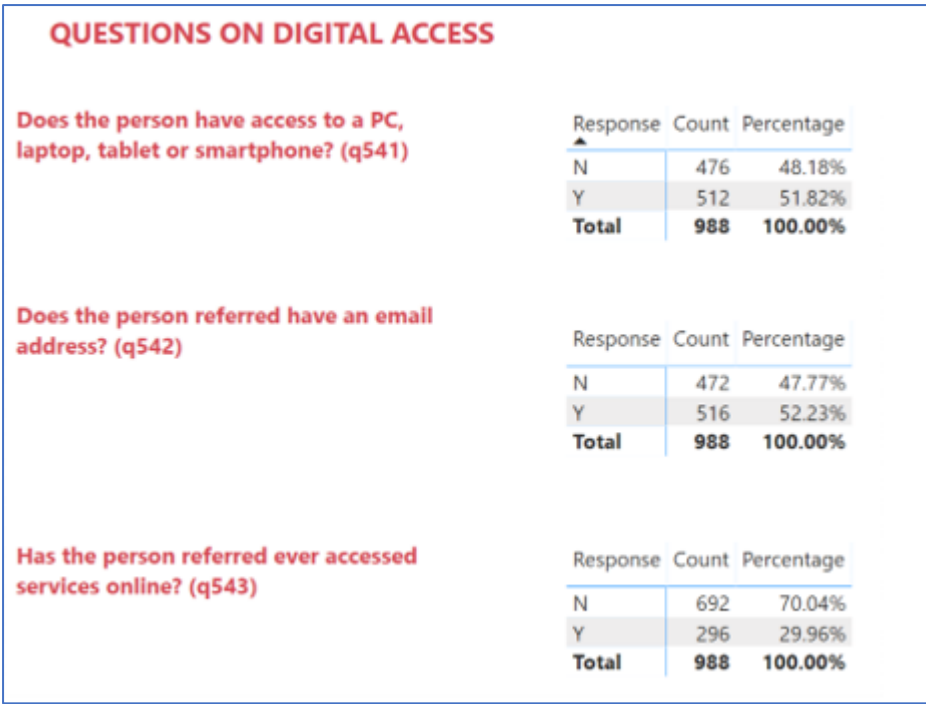 QUESTIONS ON DIGITAL ACCESS
Does the person have access to a PC,
laptop, tablet or smartphone? (q541)
Response Count Percentage
N 476 48.18%
Y 512 51.82%
Total 988 100.00%
Does the person referred have an email
address? (q542)
Response Count Percentage
N 472 47.77%
Y 516 52.23%
Total 988 100.00%
Has the person referred ever accessed
services online? (q543)
Response Count Percentage
N 692 70.04%
Y 296 29.96%
Total 988 100.00%